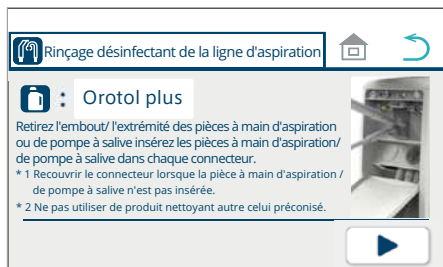 Rinçage désinfectant de la ligne d'aspiration
: Orotol plus
Retirez l'embout/ l'extrémité des pièces à main d'aspiration
ou de pompe à salive insérez les pièces à main d'aspiration/
de pompe à salive dans chaque connecteur.
* 1 Recouvrir le connecteur lorsque la pièce à main d'aspiration /
de pompe à salive n'est pas insérée.
* 2 Ne pas utiliser de produit nettoyant autre celui préconisé.